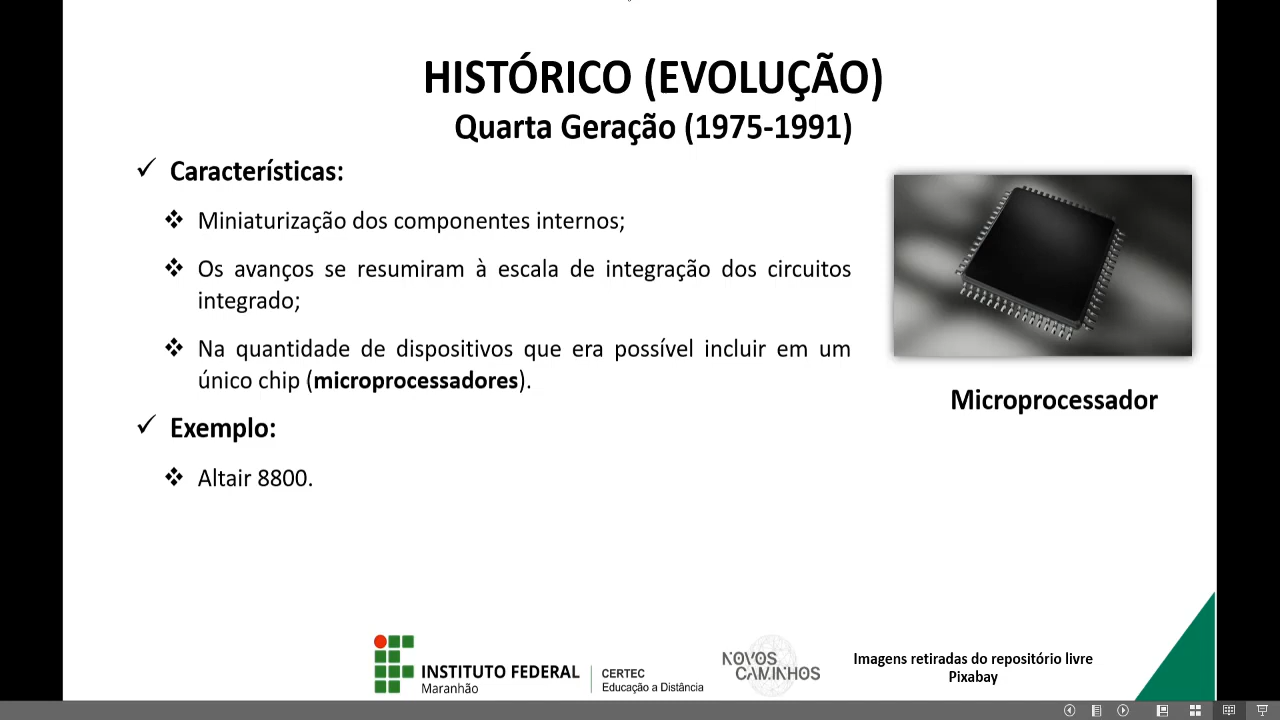 HISTÓRICO (EVOLUÇÃO)
Quarta Geração (1975-1991)
Características:
Miniaturização dos componentes internos;
Os avanços se resumiram à escala de integração dos circuitos
integrado;
Na quantidade de dispositivos que era possível incluir em um
único chip (microprocessadores).
Exemplo:
Altair 8800.
Microprocessador
INSTITUTO FEDERAL
Maranhão
CERTEC
Educação a Distância
NOVOS
CAMINHOS
Imagens retiradas do repositório livre
Pixabay